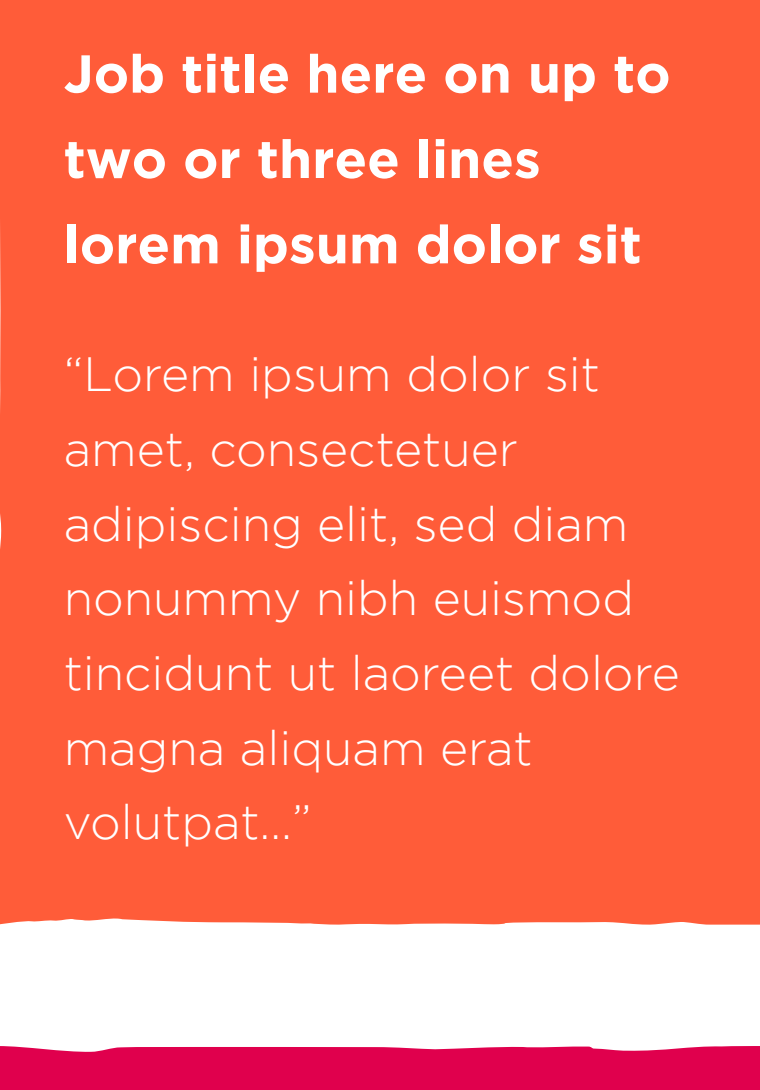 Job title here on up to
two or three lines
lorem ipsum dolor sit
“Lorem ipsum dolor sit
amet, consectetuer
adipiscing elit, sed diam
nonummy nibh euismod
tincidunt ut laoreet dolore
magna aliquam erat
volutpat...”